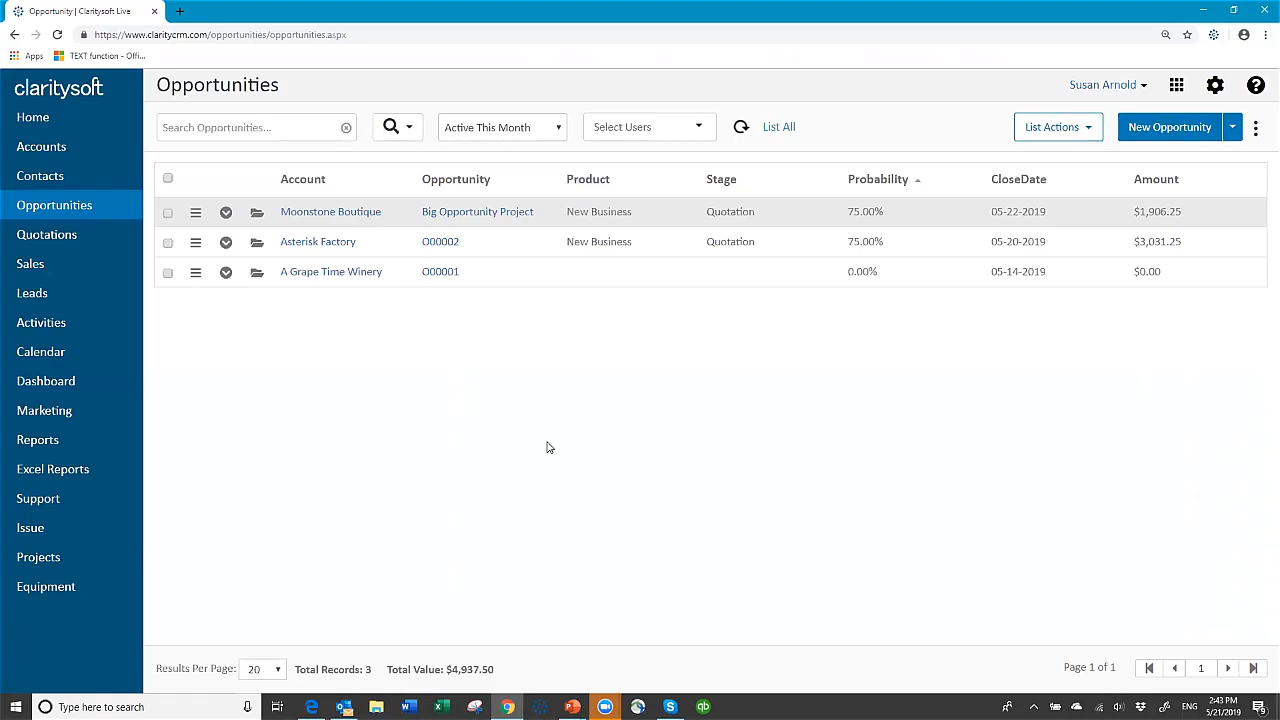 Opportunity | Claritysoft Live
https://www.claritycrm.com/opportunities/opportunities.aspx
Apps TEXT function - Offi...
claritysoft
Home
Accounts
Contacts
Opportunities
Quotations
Sales
Leads
Activities
Calendar
Dashboard
Marketing
Reports
Excel Reports
Support
Issue
Projects
Equipment
Opportunities
Susan Arnold
Search Opportunities... Active This Month Select Users List All List Actions New Opportunity
Account Opportunity Product Stage Probability CloseDate Amount
Moonstone Boutique Big Opportunity Project New Business Quotation 75.00% 05-22-2019 $1,906.25
Asterisk Factory O00002 New Business Quotation 75.00% 05-20-2019 $3,031.25
A Grape Time Winery O00001 0.00% 05-14-2019 $0.00
Results Per Page: 20 Total Records: 3 Total Value: $4,937.50 Page 1 of 1 1
Type here to search
ENG
2:43 PM
5/21/2019